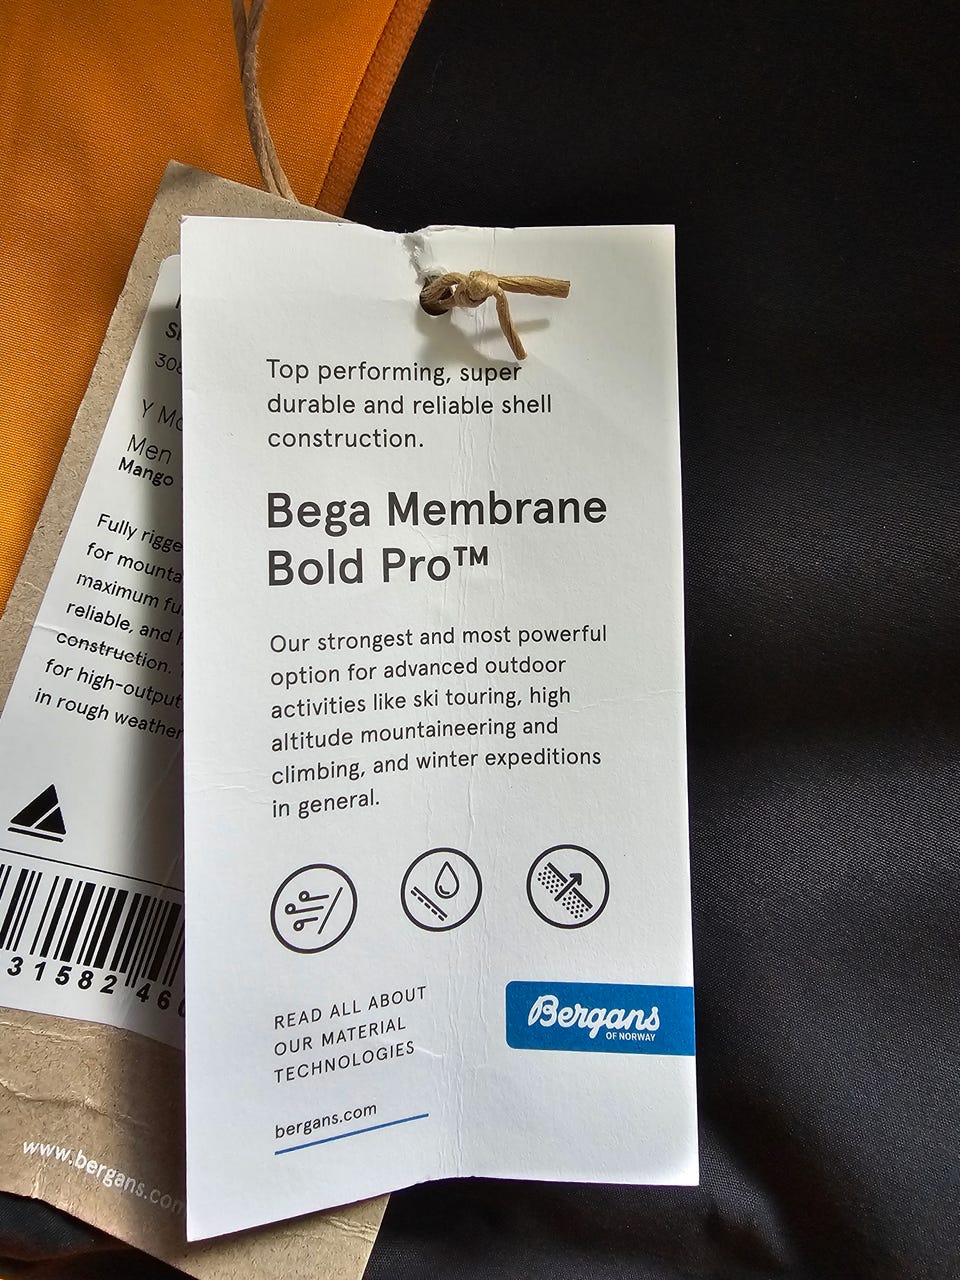 Top performing, super
durable and reliable shell
construction.
Bega Membrane
Bold Pro™
Our strongest and most powerful
option for advanced outdoor
activities like ski touring, high
altitude mountaineering and
climbing, and winter expeditions
in general.
READ ALL ABOUT
OUR MATERIAL
TECHNOLOGIES
bergans.com
Bergans
OF NORWAY
308
Y
Men
Mango
Fully
for
maximum
reliable, and
construction.
for high-output
in rough weather
31582 46
www.bergans.com